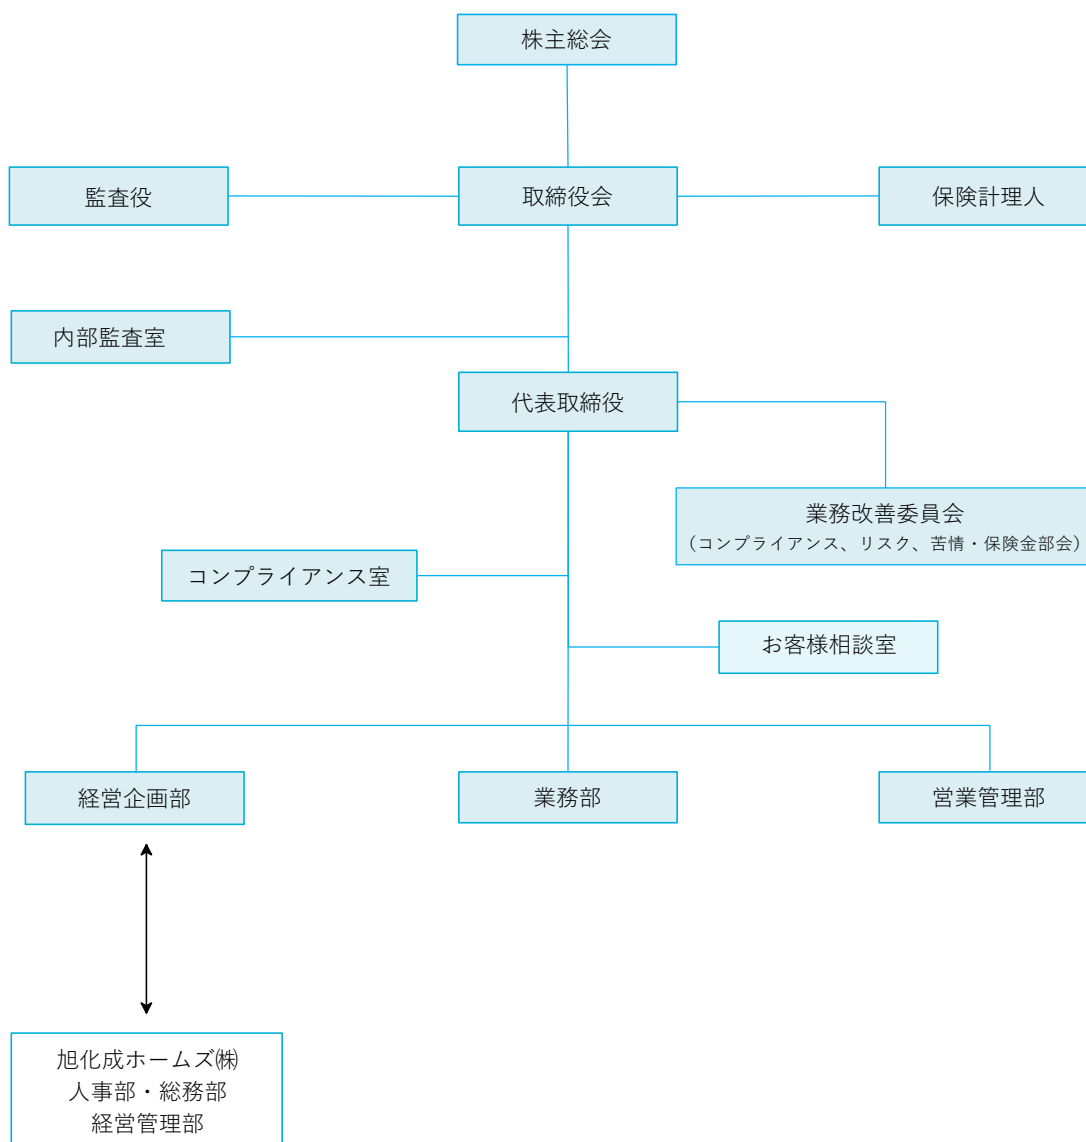 株主総会
監査役
取締役会
保険計理人
内部監査室
代表取締役
業務改善委員会
（コンプライアンス、リスク、苦情・保険金部会）
コンプライアンス室
お客様相談室
経営企画部
業務部
営業管理部
旭化成ホームズ㈱
人事部・総務部
経営管理部